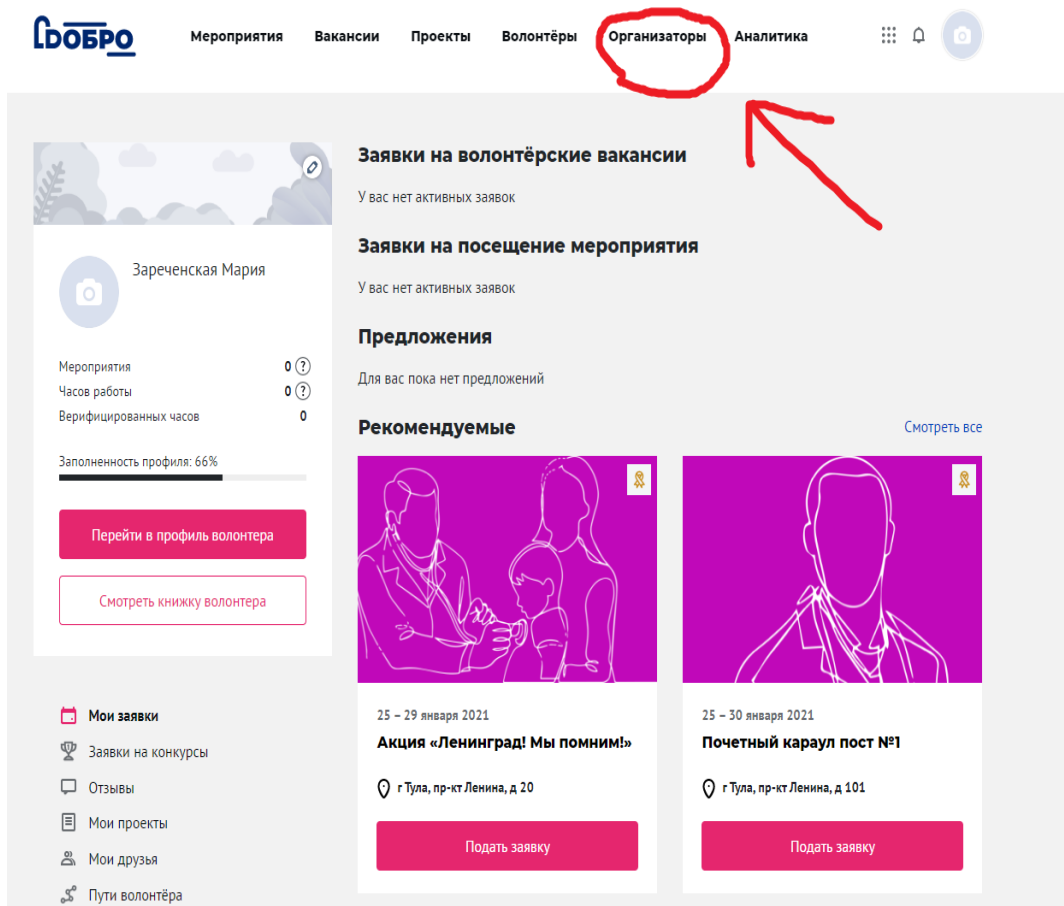 ДОБРО
Мероприятия Вакансии Проекты Волонтёры Организаторы Аналитика
Зареченская Мария
Мероприятия 0 ?
Часов работы 0 ?
Верифицированных часов 0
Заполненность профиля: 66%
Перейти в профиль волонтера
Смотреть книжку волонтера
Мои заявки
Заявки на конкурсы
Отзывы
Мои проекты
Мои друзья
Пути волонтёра
Заявки на волонтёрские вакансии
У вас нет активных заявок
Заявки на посещение мероприятия
У вас нет активных заявок
Предложения
Для вас пока нет предложений
Рекомендуемые Смотреть все
25 – 29 января 2021
Акция «Ленинград! Мы помним!»
г Тула, пр-кт Ленина, д 20
Подать заявку
25 – 30 января 2021
Почетный караул пост №1
г Тула, пр-кт Ленина, д 101
Подать заявку